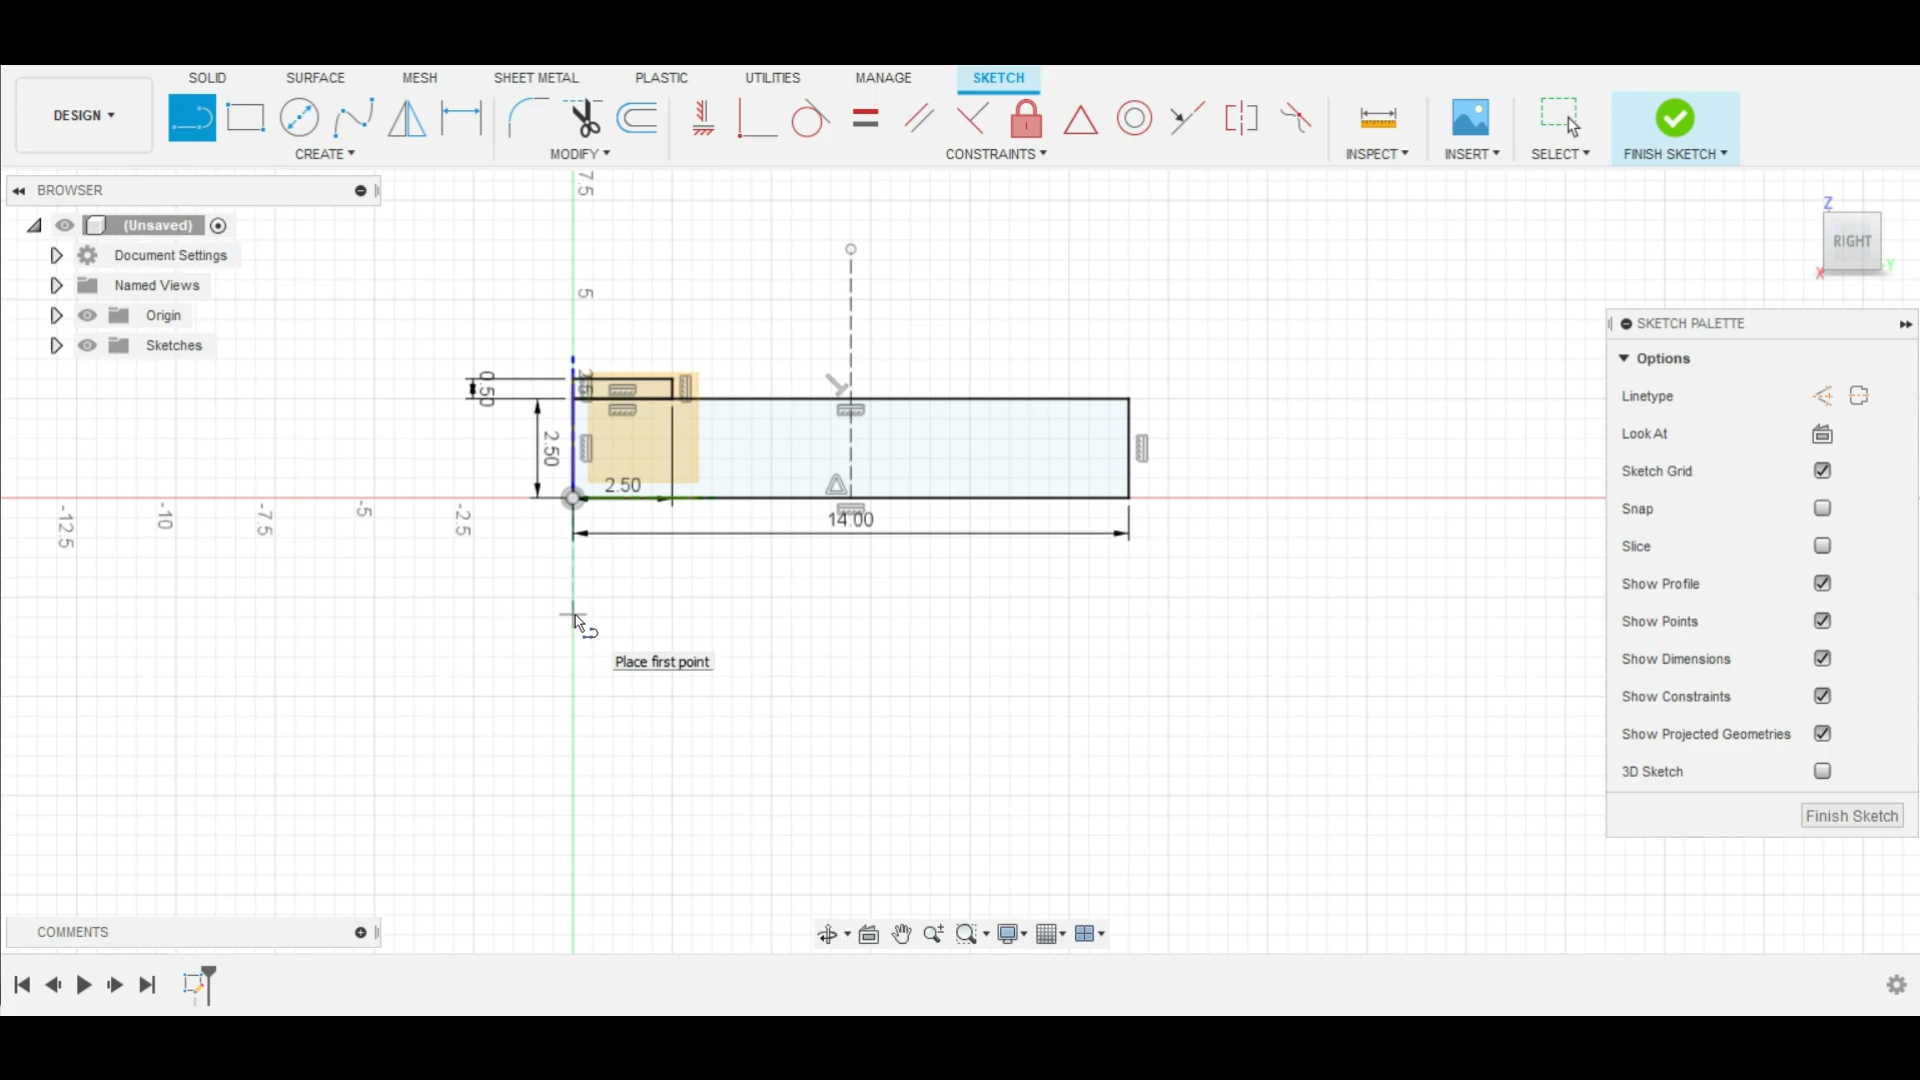 SOLID SURFACE MESH SHEET METAL PLASTIC UTILITIES MANAGE SKETCH
DESIGN
CREATE MODIFY CONSTRAINTS INSPECT INSERT SELECT FINISH SKETCH
BROWSER
(Unsaved)
Document Settings
Named Views
Origin
Sketches
7.5
5
2.5
0.50
2.50
2.50
14.00
-12.5
-10
-7.5
-5
-2.5
Place first point
Z
RIGHT
X
Y
SKETCH PALETTE
Options
Linetype
Look At
Sketch Grid
Snap
Slice
Show Profile
Show Points
Show Dimensions
Show Constraints
Show Projected Geometries
3D Sketch
Finish Sketch
COMMENTS